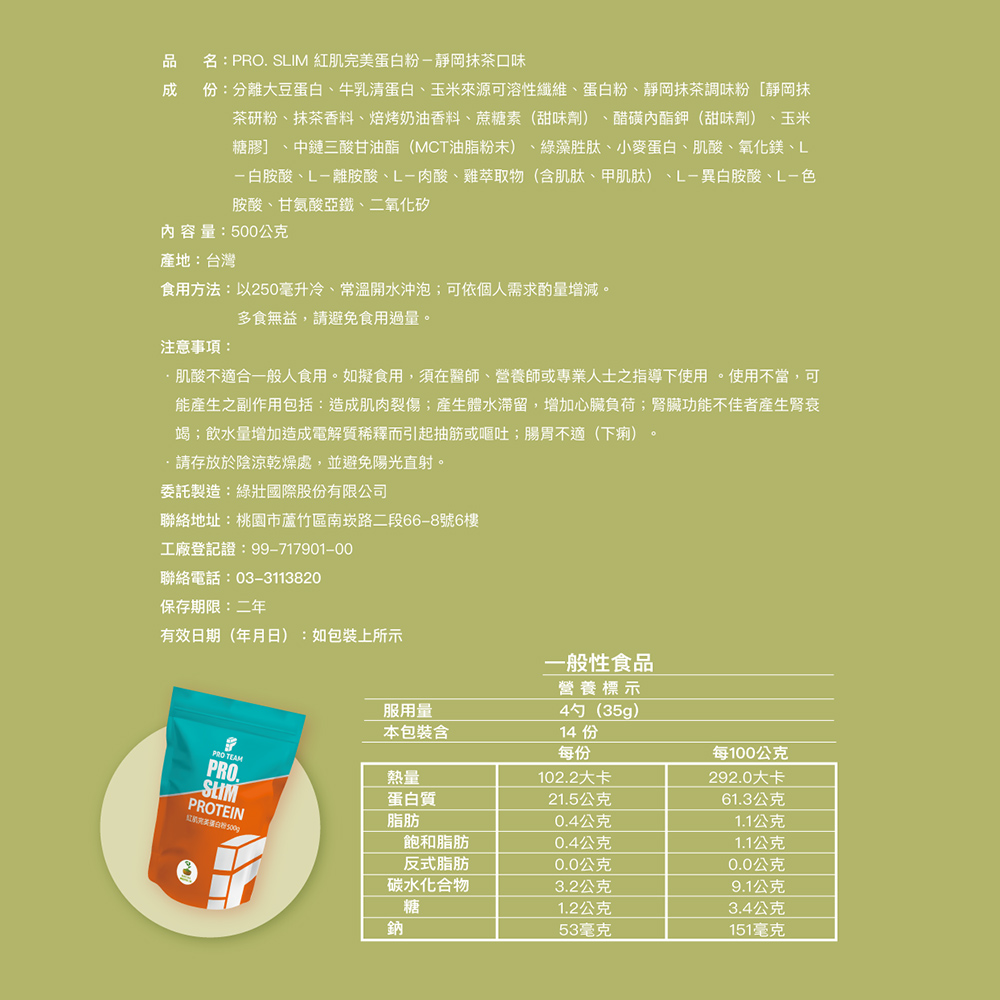 品 名：PRO. SLIM 紅肌完美蛋白粉－靜岡抹茶口味
成 份：分離大豆蛋白、牛乳清蛋白、玉米來源可溶性纖維、蛋白粉、靜岡抹茶調味粉［靜岡抹
茶研粉、抹茶香料、焙烤奶油香料、蔗糖素（甜味劑）、醋磺內酯鉀（甜味劑）、玉米
糖膠］、中鏈三酸甘油酯（MCT油脂粉末）、綠藻胜肽、小麥蛋白、肌酸、氧化鎂、L
－白胺酸、L－離胺酸、L－肉酸、雞萃取物（含肌肽、甲肌肽）、L－異白胺酸、L－色
胺酸、甘氨酸亞鐵、二氧化矽
內 容 量：500公克
產地：台灣
食用方法：以250毫升冷、常溫開水沖泡；可依個人需求酌量增減。
多食無益，請避免食用過量。
注意事項：
．肌酸不適合一般人食用。如擬食用，須在醫師、營養師或專業人士之指導下使用 。使用不當，可
能產生之副作用包括：造成肌肉裂傷；產生體水滯留，增加心臟負荷；腎臟功能不佳者產生腎衰
竭；飲水量增加造成電解質稀釋而引起抽筋或嘔吐；腸胃不適（下痢）。
．請存放於陰涼乾燥處，並避免陽光直射。
委託製造：綠壯國際股份有限公司
聯絡地址：桃園市蘆竹區南崁路二段66–8號6樓
工廠登記證：99–717901–00
聯絡電話：03–3113820
保存期限：二年
有效日期（年月日）：如包裝上所示
一般性食品
營養標示
服用量 4勺（35g）
本包裝含 14 份
每份 每100公克
熱量 102.2大卡 292.0大卡
蛋白質 21.5公克 61.3公克
脂肪 0.4公克 1.1公克
飽和脂肪 0.4公克 1.1公克
反式脂肪 0.0公克 0.0公克
碳水化合物 3.2公克 9.1公克
糖 1.2公克 3.4公克
鈉 53毫克 151毫克
PRO TEAM
PRO.
SLIM
PROTEIN
紅肌完美蛋白粉500g